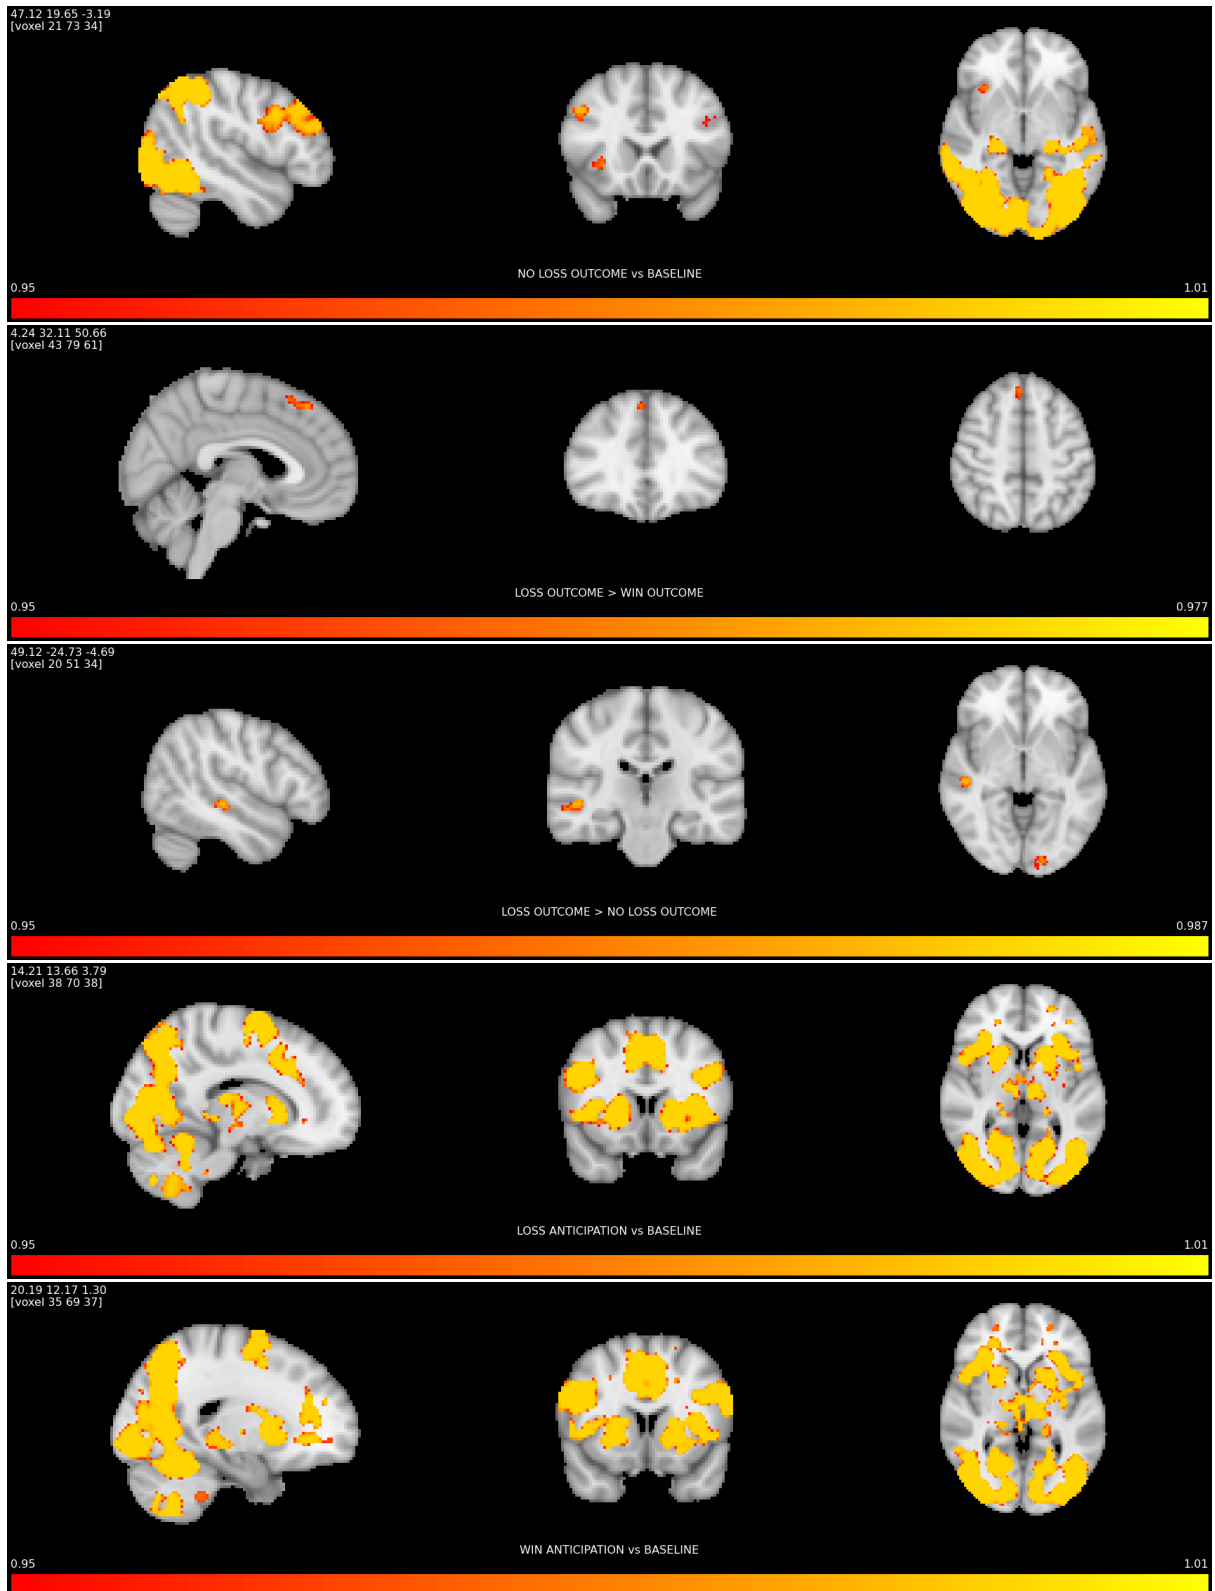 47.12 19.65 -3.19
[voxel 21 73 34]
NO LOSS OUTCOME vs BASELINE
0.95 1.01
4.24 32.11 50.66
[voxel 43 79 61]
LOSS OUTCOME > WIN OUTCOME
0.95 0.977
49.12 -24.73 -4.69
[voxel 20 51 34]
LOSS OUTCOME > NO LOSS OUTCOME
0.95 0.987
14.21 13.66 3.79
[voxel 38 70 38]
LOSS ANTICIPATION vs BASELINE
0.95 1.01
20.19 12.17 1.30
[voxel 35 69 37]
WIN ANTICIPATION vs BASELINE
0.95 1.01